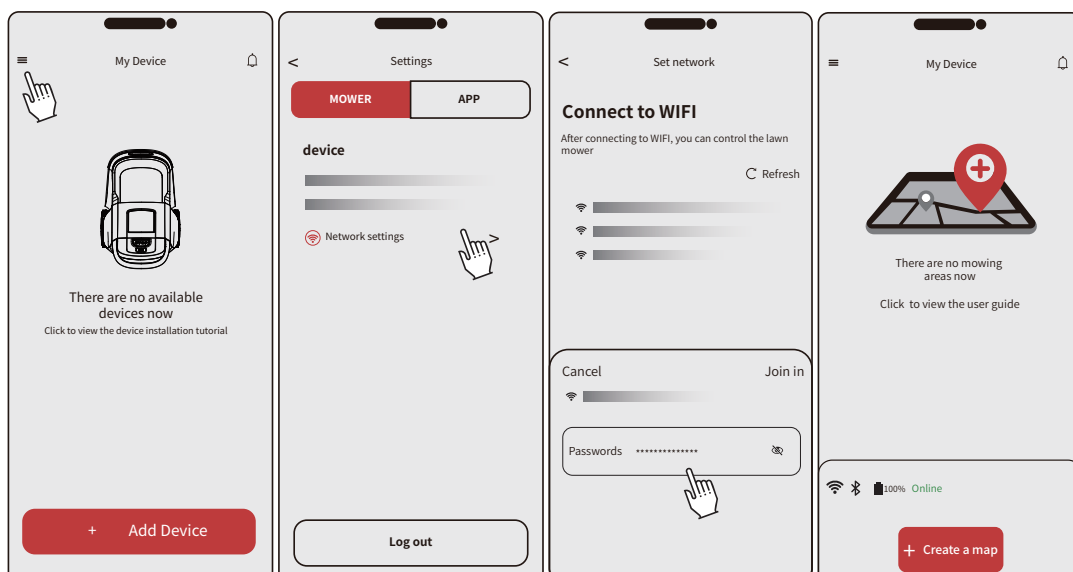 My Device
There are no available
devices now
Click to view the device installation tutorial
+ Add Device
< Settings
MOWER APP
device
Network settings >
Log out
< Set network
Connect to WIFI
After connecting to WIFI, you can control the lawn
mower
Refresh
Cancel Join in
Passwords **************
My Device
There are no mowing
areas now
Click to view the user guide
100% Online
+ Create a map